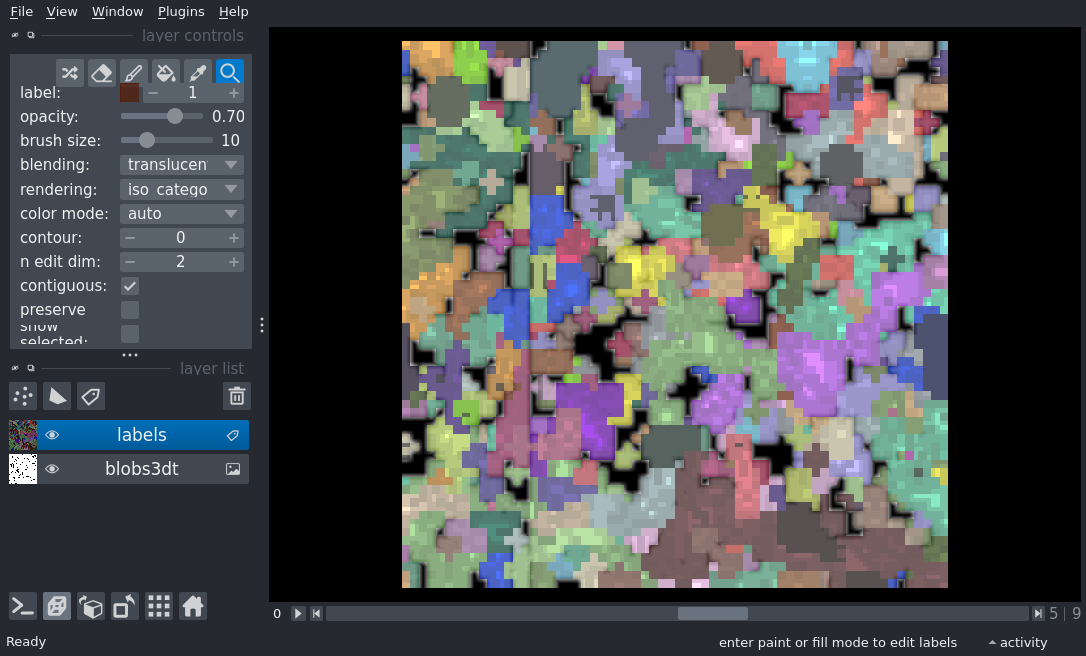 File View Window Plugins Help
layer controls
label: 1
opacity: 0.70
brush size: 10
blending: translucen
rendering: iso_catego
color mode: auto
contour: 0
n edit dim: 2
contiguous:
preserve
show
selected:
layer list
labels
blobs3dt
0 5 | 9
Ready enter paint or fill mode to edit labels activity